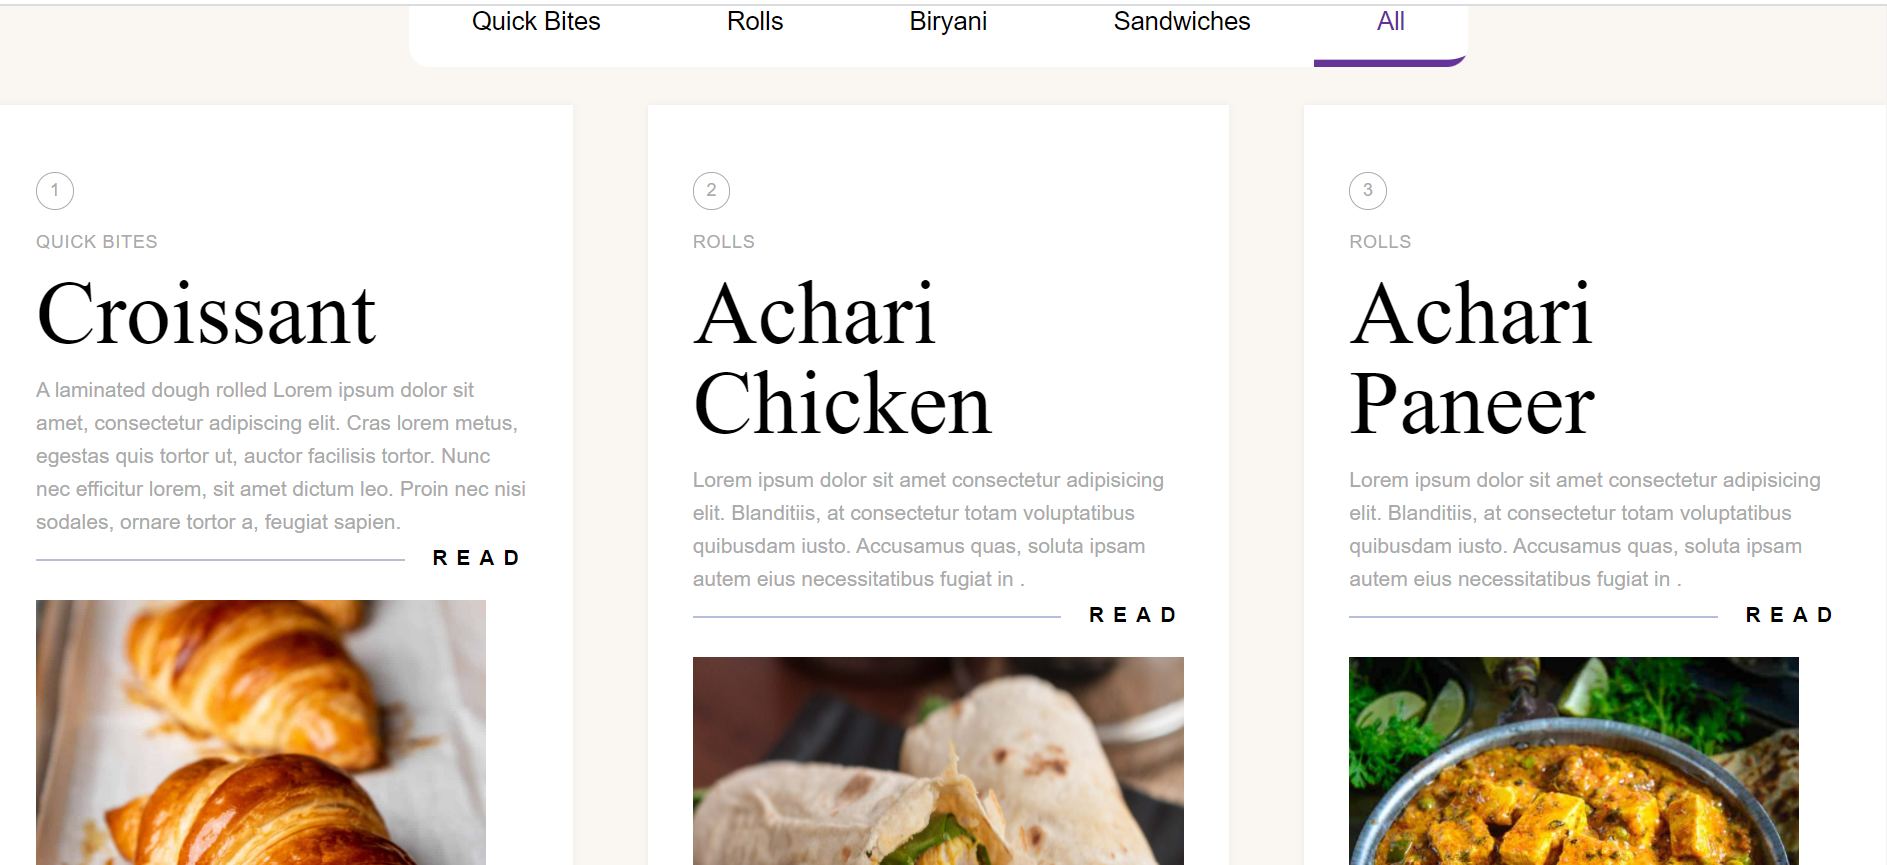 Quick Bites Rolls Biryani Sandwiches All
1
QUICK BITES
Croissant
A laminated dough rolled Lorem ipsum dolor sit
amet, consectetur adipiscing elit. Cras lorem metus,
egestas quis tortor ut, auctor facilisis tortor. Nunc
nec efficitur lorem, sit amet dictum leo. Proin nec nisi
sodales, ornare tortor a, feugiat sapien.
READ
2
ROLLS
Achari
Chicken
Lorem ipsum dolor sit amet consectetur adipisicing
elit. Blanditiis, at consectetur totam voluptatibus
quibusdam iusto. Accusamus quas, soluta ipsam
autem eius necessitatibus fugiat in .
READ
3
ROLLS
Achari
Paneer
Lorem ipsum dolor sit amet consectetur adipisicing
elit. Blanditiis, at consectetur totam voluptatibus
quibusdam iusto. Accusamus quas, soluta ipsam
autem eius necessitatibus fugiat in .
READ